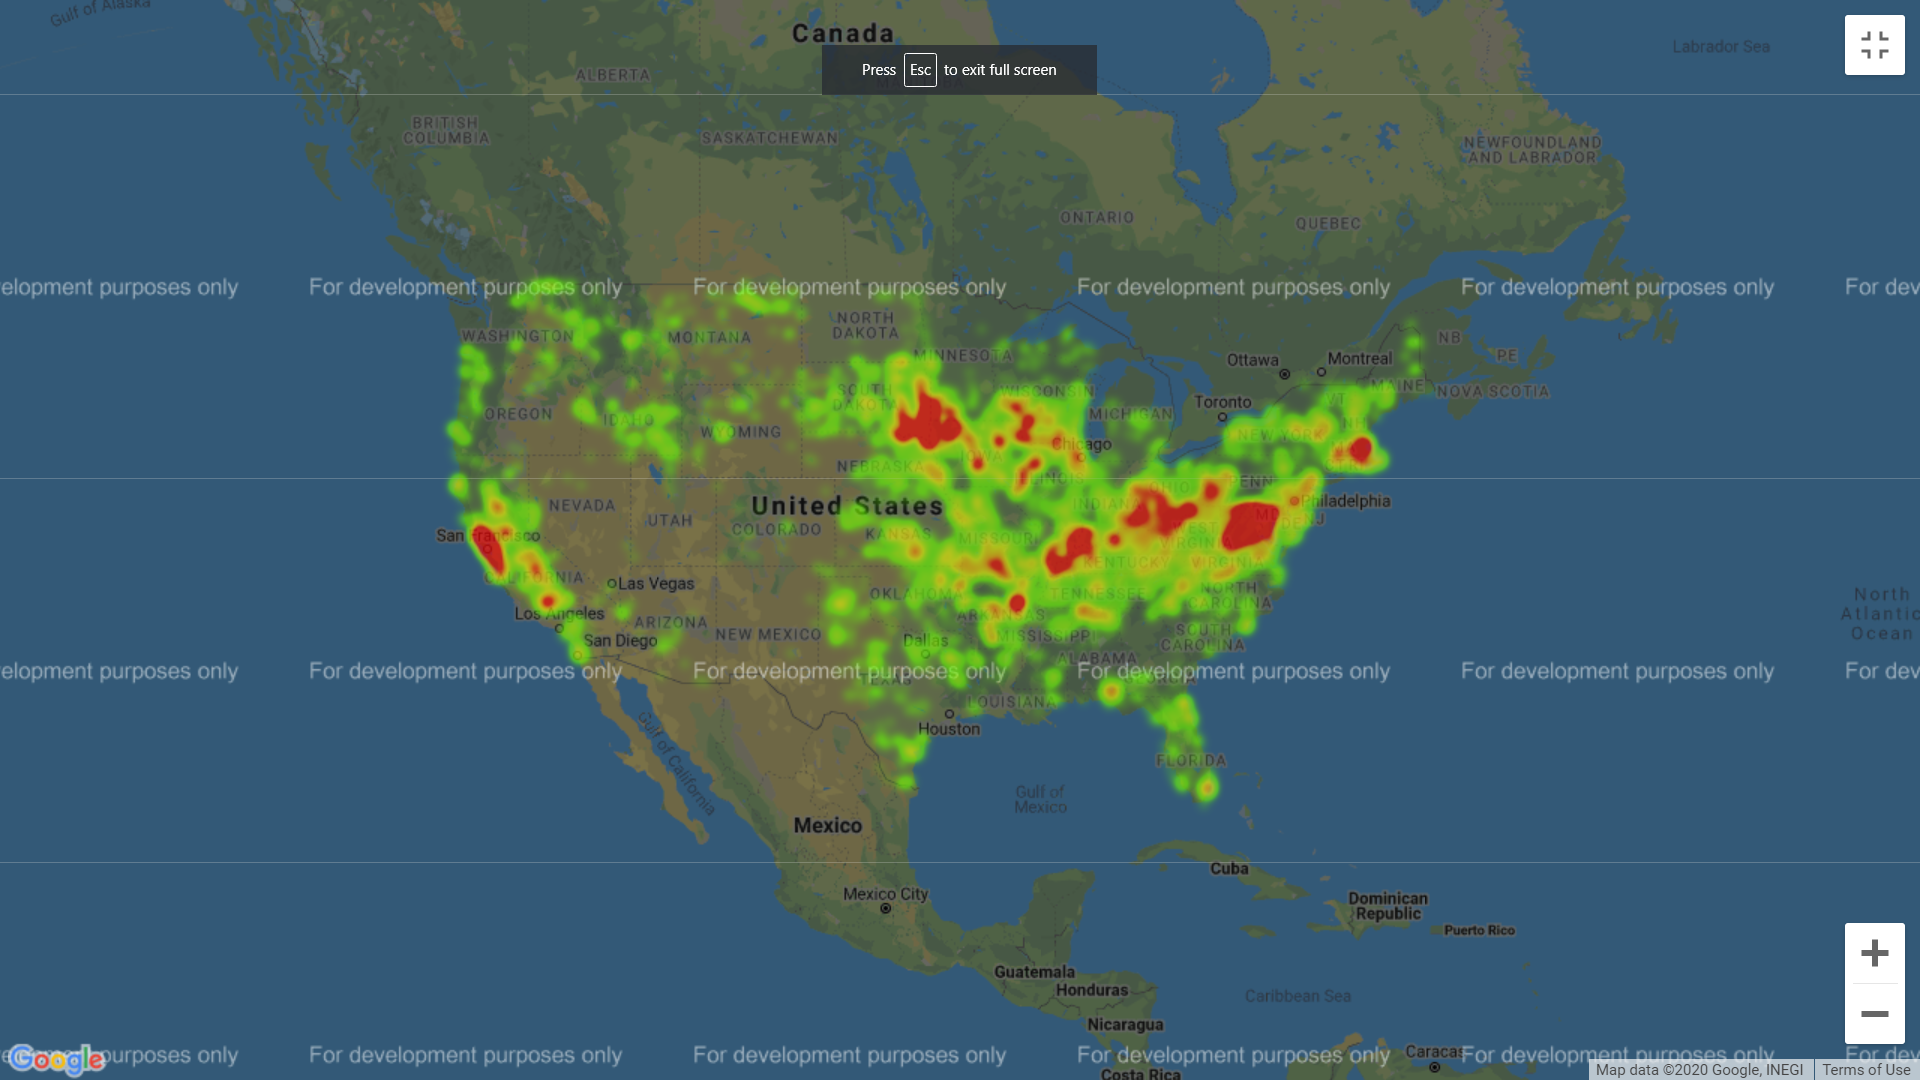 Gulf of Alaska
Canada
Labrador Sea
Press Esc to exit full screen
ALBERTA
BRITISH
COLUMBIA
SASKATCHEWAN
NEWFOUNDLAND
AND LABRADOR
ONTARIO
QUEBEC
elopment purposes only
For development purposes only
For development purposes only
For development purposes only
For development purposes only
For dev
WASHINGTON
MONTANA
NORTH
DAKOTA
MINNESOTA
Ottawa
Montreal
NB
PE
MAINE
NOVA SCOTIA
SOUTH
DAKOTA
WISCONSIN
MICHIGAN
Toronto
VT
NH
OREGON
IDAHO
WYOMING
Chicago
NEW YORK
NEBRASKA
IOWA
ILLINOIS
INDIANA
OHIO
PENN
Philadelphia
NEVADA
United States
UTAH
COLORADO
KANSAS
MISSOURI
WEST
VIRGINIA
MD
DE
NJ
San Francisco
CALIFORNIA
Las Vegas
KENTUCKY
VIRGINIA
OKLAHOMA
TENNESSEE
NORTH
CAROLINA
Los Angeles
ARIZONA
NEW MEXICO
ARKANSAS
MISSISSIPPI
SOUTH
CAROLINA
North
Atlantic
Ocean
San Diego
Dallas
ALABAMA
GEORGIA
elopment purposes only
For development purposes only
For development purposes only
For development purposes only
For development purposes only
For dev
TEXAS
LOUISIANA
Houston
Gulf of California
FLORIDA
Gulf of
Mexico
Mexico
Cuba
Mexico City
Dominican
Republic
Puerto Rico
Guatemala
Honduras
Caribbean Sea
Nicaragua
Caracas
Costa Rica
Google
purposes only
For development purposes only
For development purposes only
For development purposes only
For development purposes only
For dev
Map data ©2020 Google, INEGI
Terms of Use